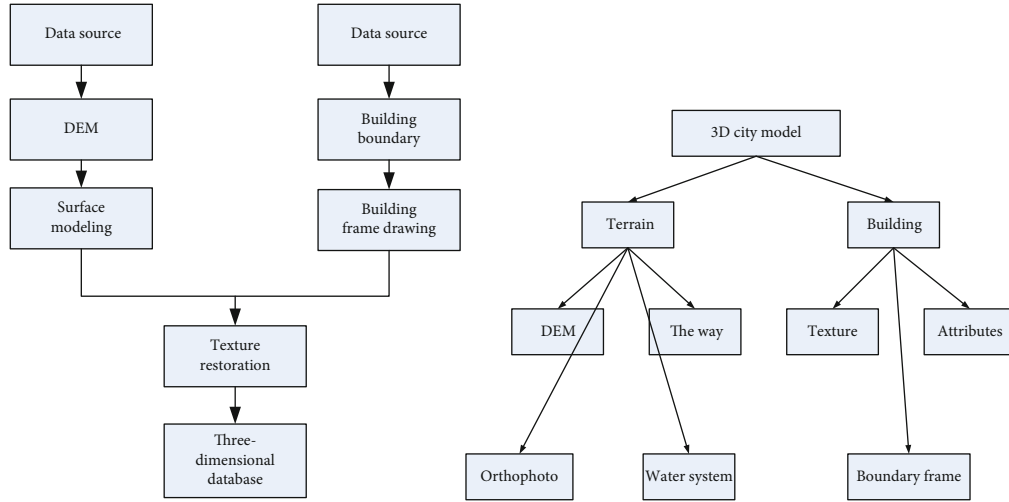 Data source
Data source
DEM
Building
boundary
Surface
modeling
Building
frame drawing
Texture
restoration
Three-
dimensional
database
3D city model
Terrain
Building
DEM
The way
Texture
Attributes
Orthophoto
Water system
Boundary frame